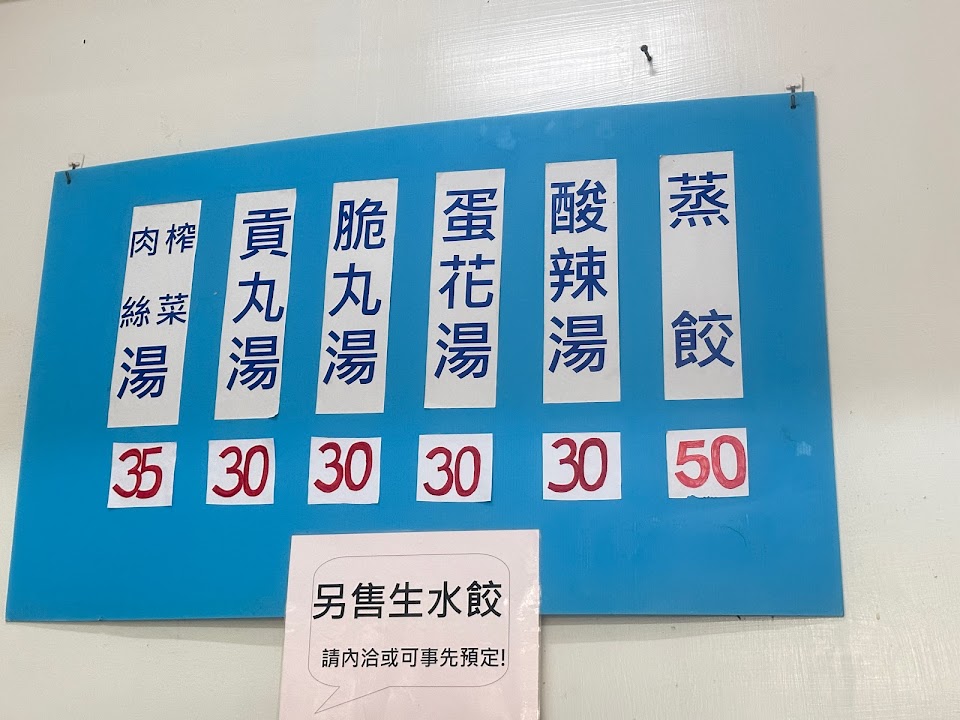 蒸餃
50
酸辣湯
30
蛋花湯
30
脆丸湯
30
貢丸湯
30
榨菜肉絲湯
35
另售生水餃
請內洽或可事先預定!